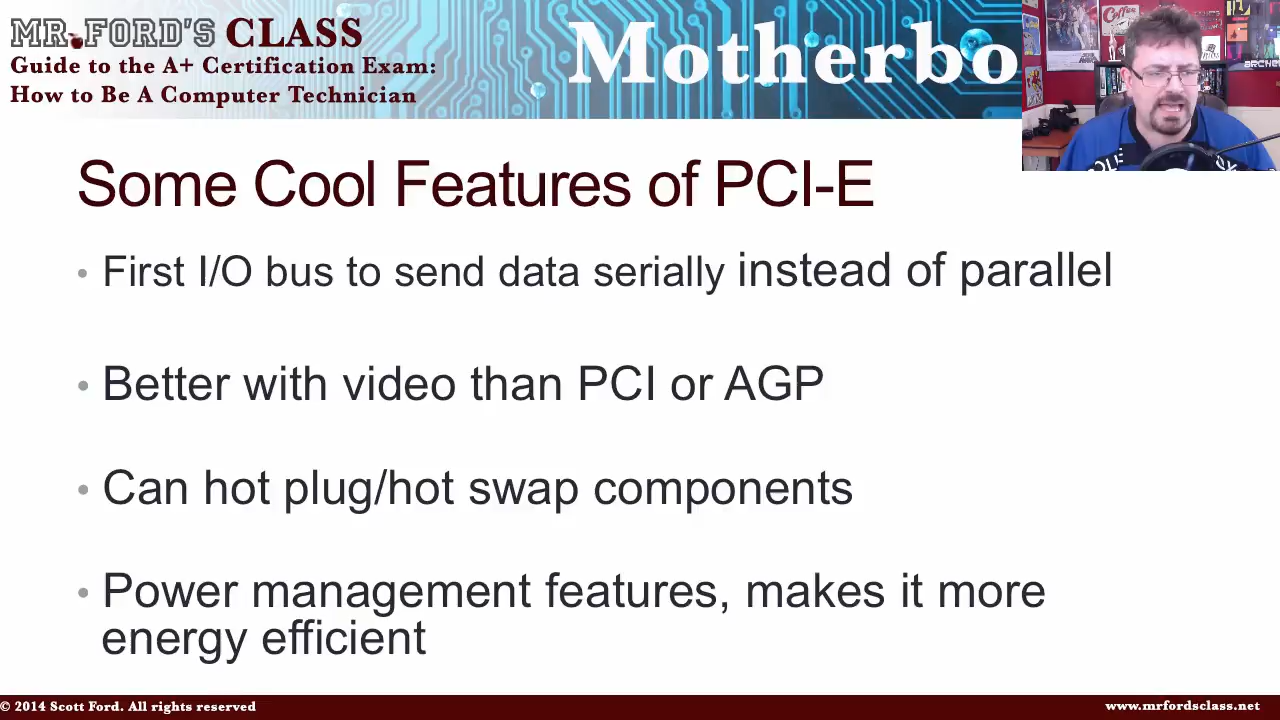 MR. FORD'S CLASS
Guide to the A+ Certification Exam:
How to Be A Computer Technician
Motherbo
Coffee
ARCHE
Some Cool Features of PCI-E
• First I/O bus to send data serially instead of parallel
• Better with video than PCI or AGP
• Can hot plug/hot swap components
• Power management features, makes it more
energy efficient
© 2014 Scott Ford. All rights reserved
www.mrfordsclass.net